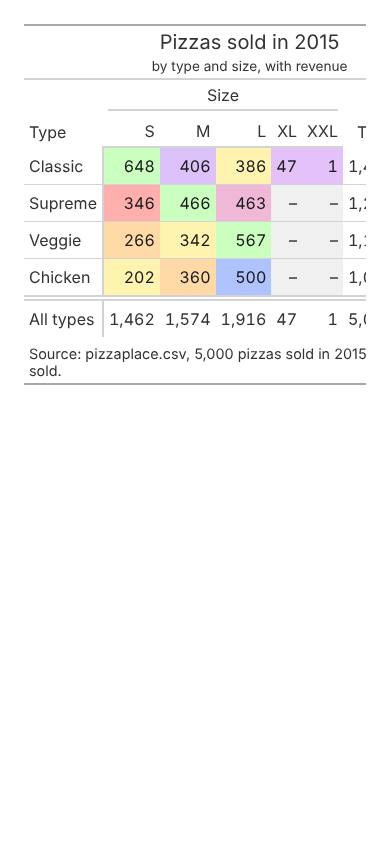 Pizzas sold in 2015
by type and size, with revenue
Size
Type S M L XL XXL
Classic 648 406 386 47 1
Supreme 346 466 463 – –
Veggie 266 342 567 – –
Chicken 202 360 500 – –
All types 1,462 1,574 1,916 47 1
Source: pizzaplace.csv, 5,000 pizzas sold in 2015
sold.